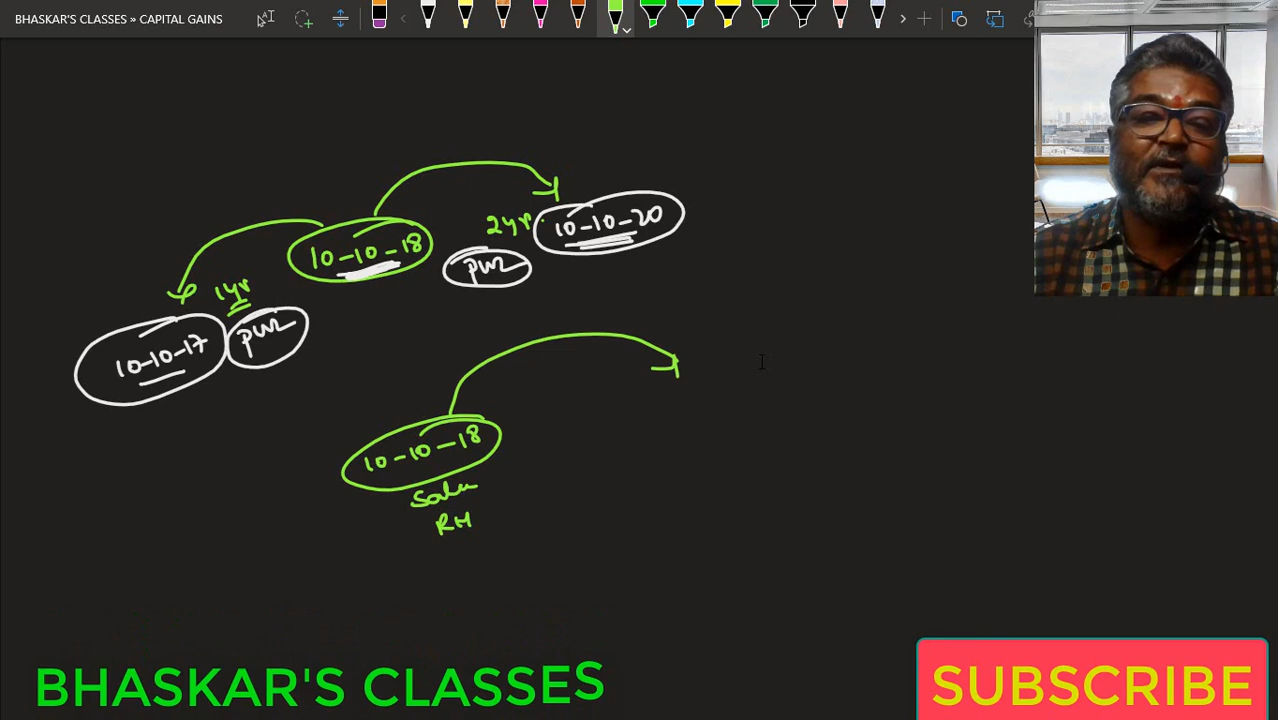 BHASKAR'S CLASSES » CAPITAL GAINS
2yr 10-10-20
10-10-18
pur
1yr
10-10-17 pur
10-10-18
Sale
RH
BHASKAR'S CLASSES
SUBSCRIBE